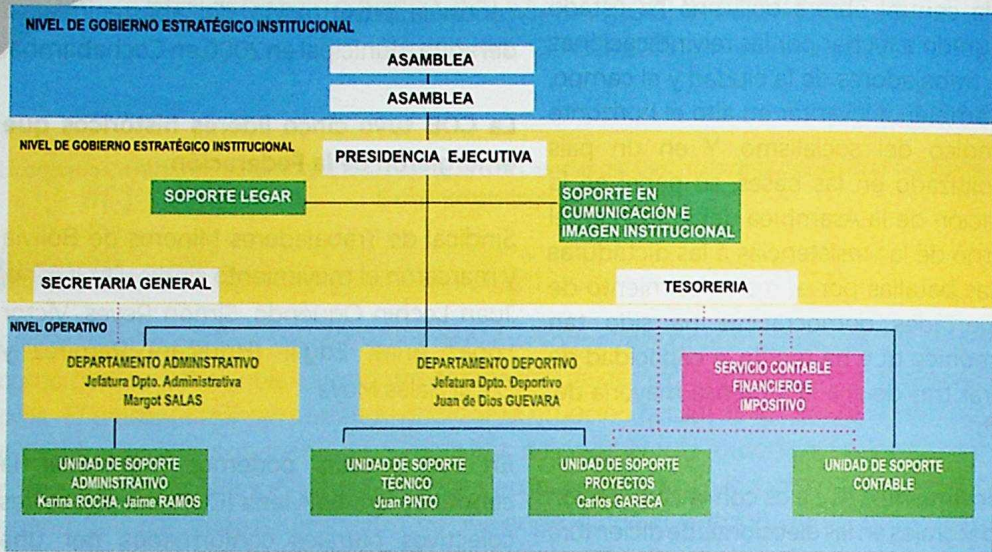 NIVEL DE GOBIERNO ESTRATÉGICO INSTITUCIONAL
ASAMBLEA
ASAMBLEA
NIVEL DE GOBIERNO ESTRATÉGICO INSTITUCIONAL
PRESIDENCIA EJECUTIVA
SOPORTE LEGAR
SOPORTE EN
CUMUNICACIÓN E
IMAGEN INSTITUCIONAL
SECRETARIA GENERAL
TESORERIA
NIVEL OPERATIVO
DEPARTAMENTO ADMINISTRATIVO
Jefatura Dpto. Administrativa
Margot SALAS
DEPARTAMENTO DEPORTIVO
Jefatura Dpto. Deportivo
Juan de Dios GUEVARA
SERVICIO CONTABLE
FINANCIERO E
IMPOSITIVO
UNIDAD DE SOPORTE
ADMINISTRATIVO
Karina ROCHA, Jaime RAMOS
UNIDAD DE SOPORTE
TÉCNICO
Juan PINTO
UNIDAD DE SOPORTE
PROYECTOS
Carlos GARECA
UNIDAD DE SOPORTE
CONTABLE